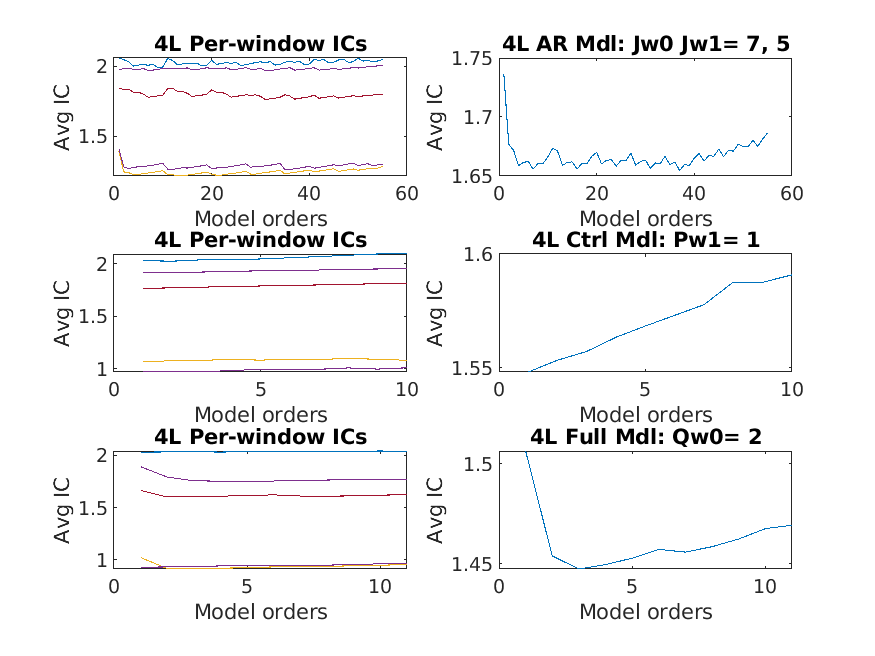 4L Per-window ICs
4L AR Mdl: Jw0 Jw1= 7, 5
Avg IC
2
1.5
0
20
40
60
Model orders
Avg IC
1.75
1.7
1.65
0
20
40
60
Model orders
4L Per-window ICs
4L Ctrl Mdl: Pw1= 1
Avg IC
2
1.5
1
0
5
10
Model orders
Avg IC
1.6
1.55
0
5
10
Model orders
4L Per-window ICs
4L Full Mdl: Qw0= 2
Avg IC
2
1.5
1
0
5
10
Model orders
Avg IC
1.5
1.45
0
5
10
Model orders